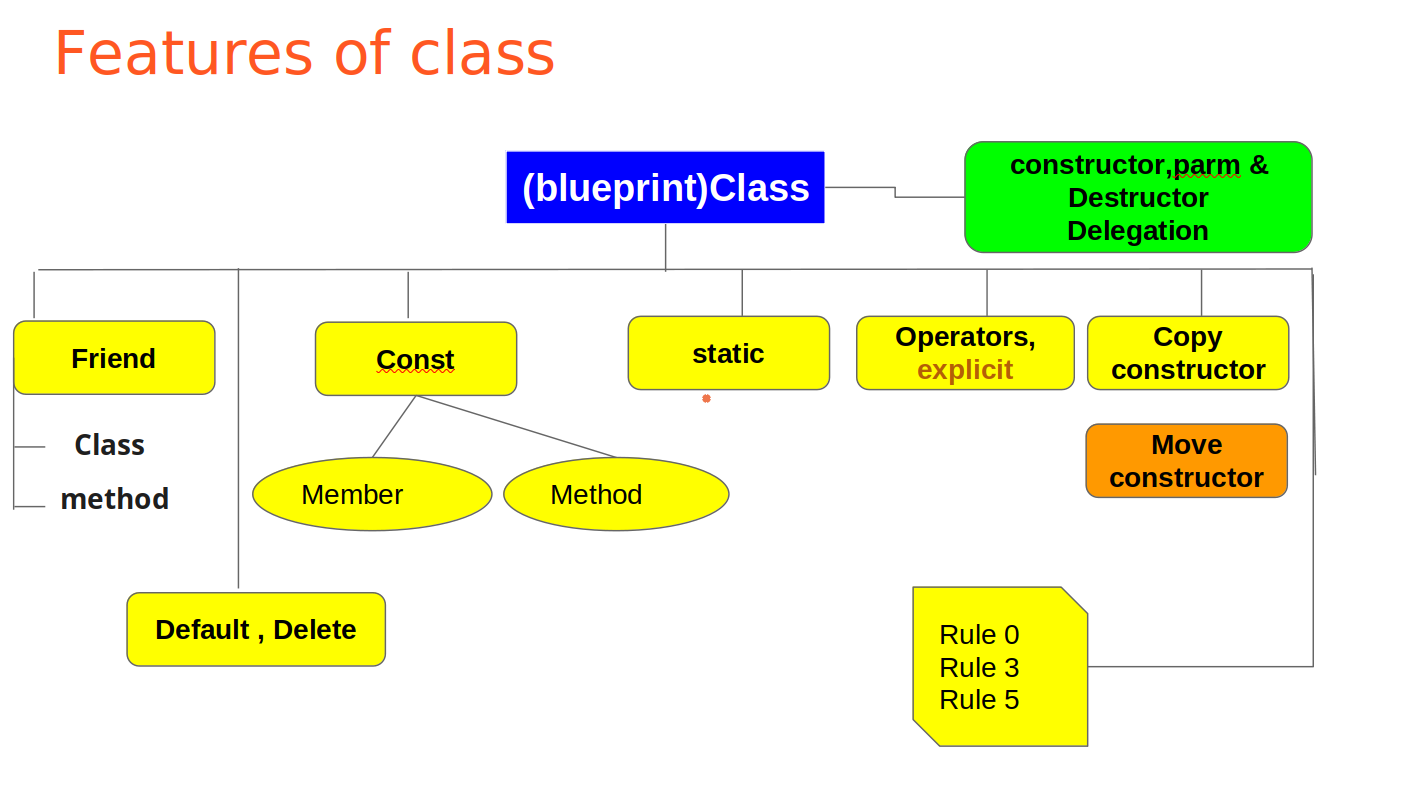 Features of class
(blueprint)Class
constructor,parm &
Destructor
Delegation
Friend
Const
static
Operators,
explicit
Copy
constructor
Class
method
Member
Method
Move
constructor
Default , Delete
Rule 0
Rule 3
Rule 5